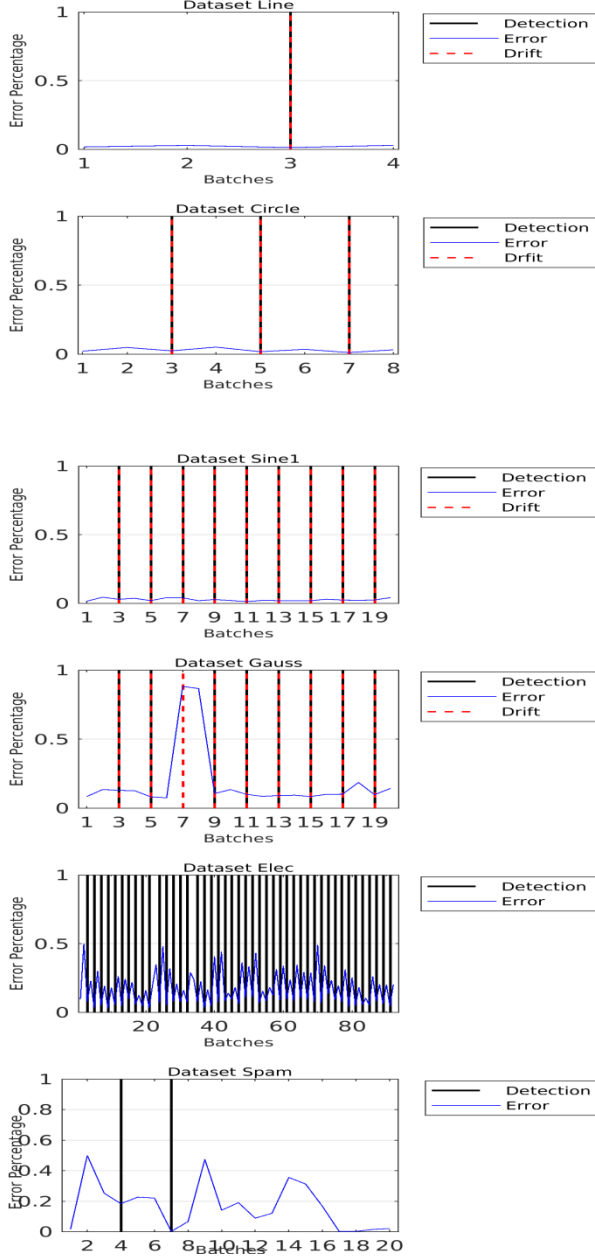 Dataset Line
Error Percentage
1
0.5
0
1 2 3 4
Batches
Detection
Error
Drift
Dataset Circle
Error Percentage
1
0.5
0
1 2 3 4 5 6 7 8
Batches
Detection
Error
Drfit
Dataset Sine1
Error Percentage
1
0.5
0
1 3 5 7 9 11 13 15 17 19
Batches
Detection
Error
Drift
Dataset Gauss
Error Percentage
1
0.5
0
1 3 5 7 9 11 13 15 17 19
Batches
Detection
Error
Drift
Dataset Elec
Error Percentage
1
0.5
0
20 40 60 80
Batches
Detection
Error
Dataset Spam
Error Percentage
1
0.8
0.6
0.4
0.2
0
2 4 6 8 10 12 14 16 18 20
Batches
Detection
Error